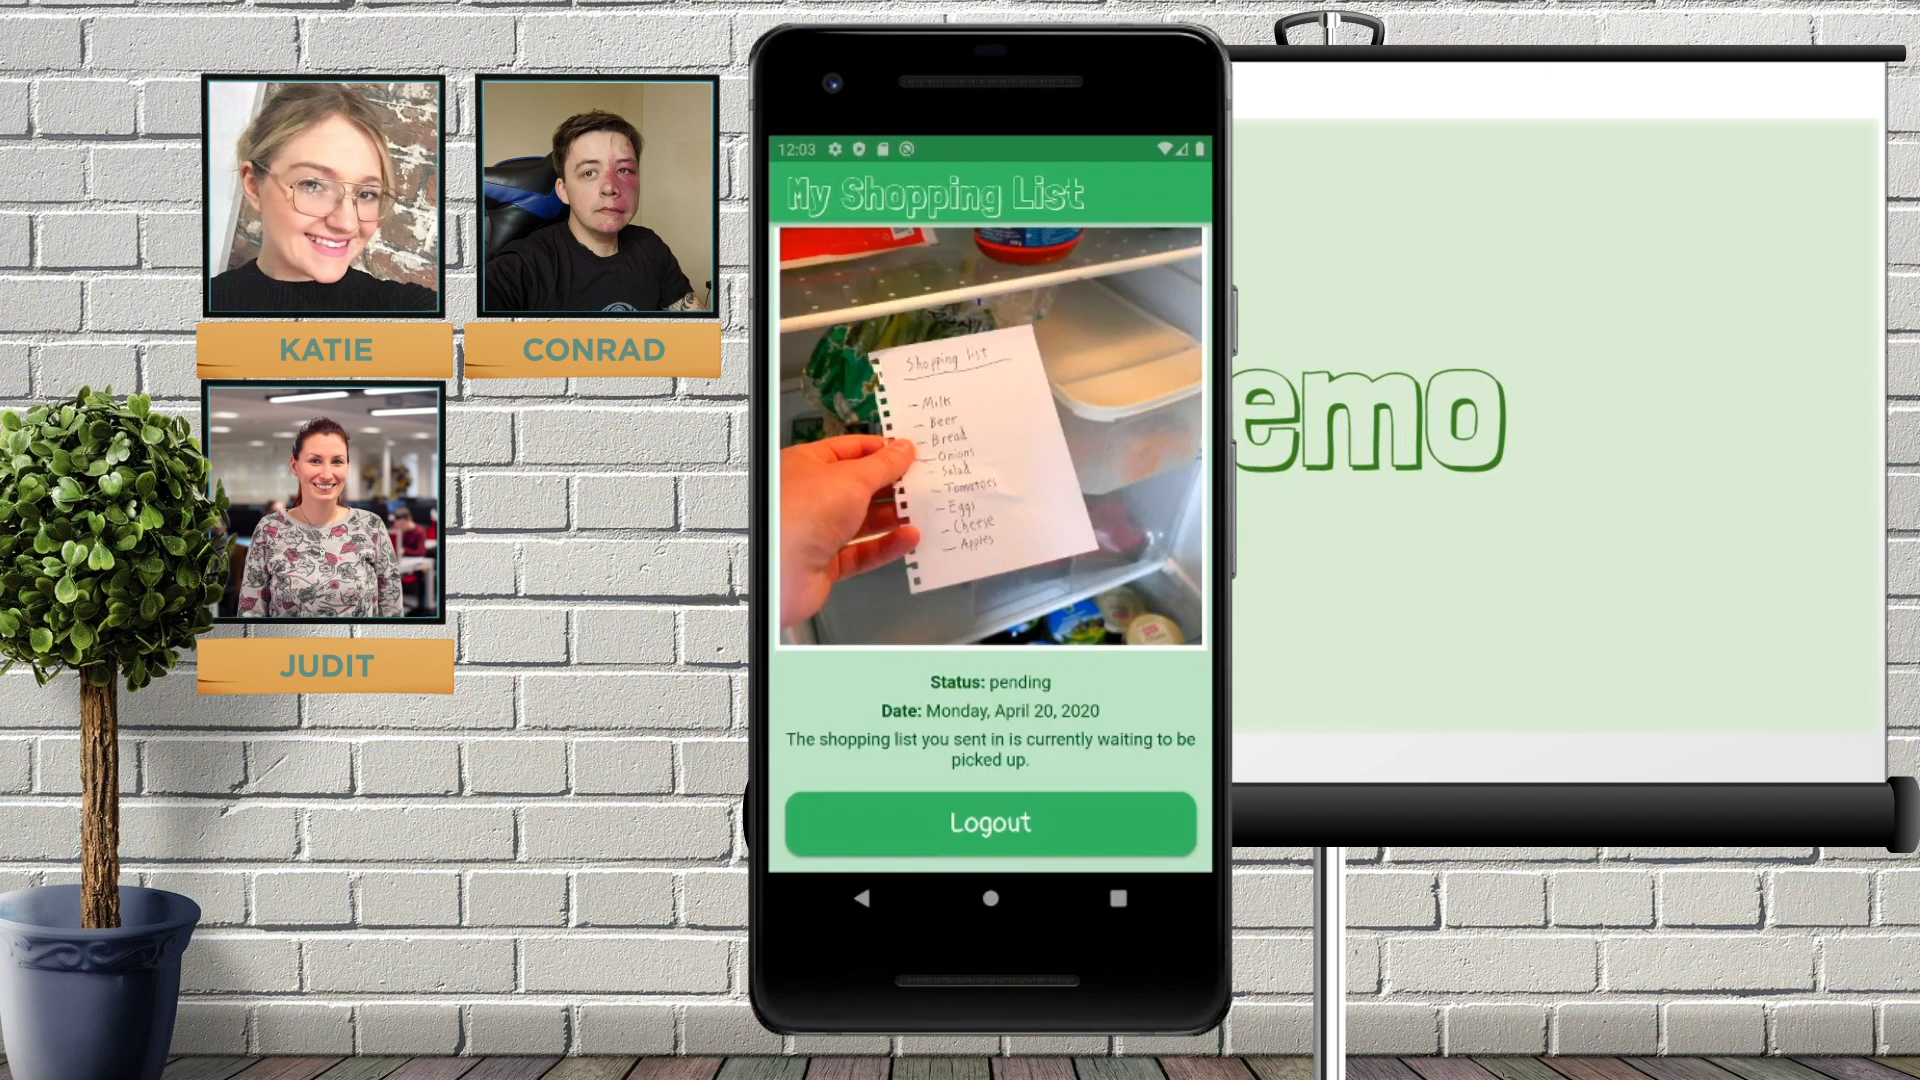 KATIE
CONRAD
JUDIT
12:03
My Shopping List
Shopping list
- Milk
- Beer
- Bread
- Onions
- Salad
- Tomatoes
- Eggs
- Cheese
- Apples
Status: pending
Date: Monday, April 20, 2020
The shopping list you sent in is currently waiting to be
picked up.
Logout
emo